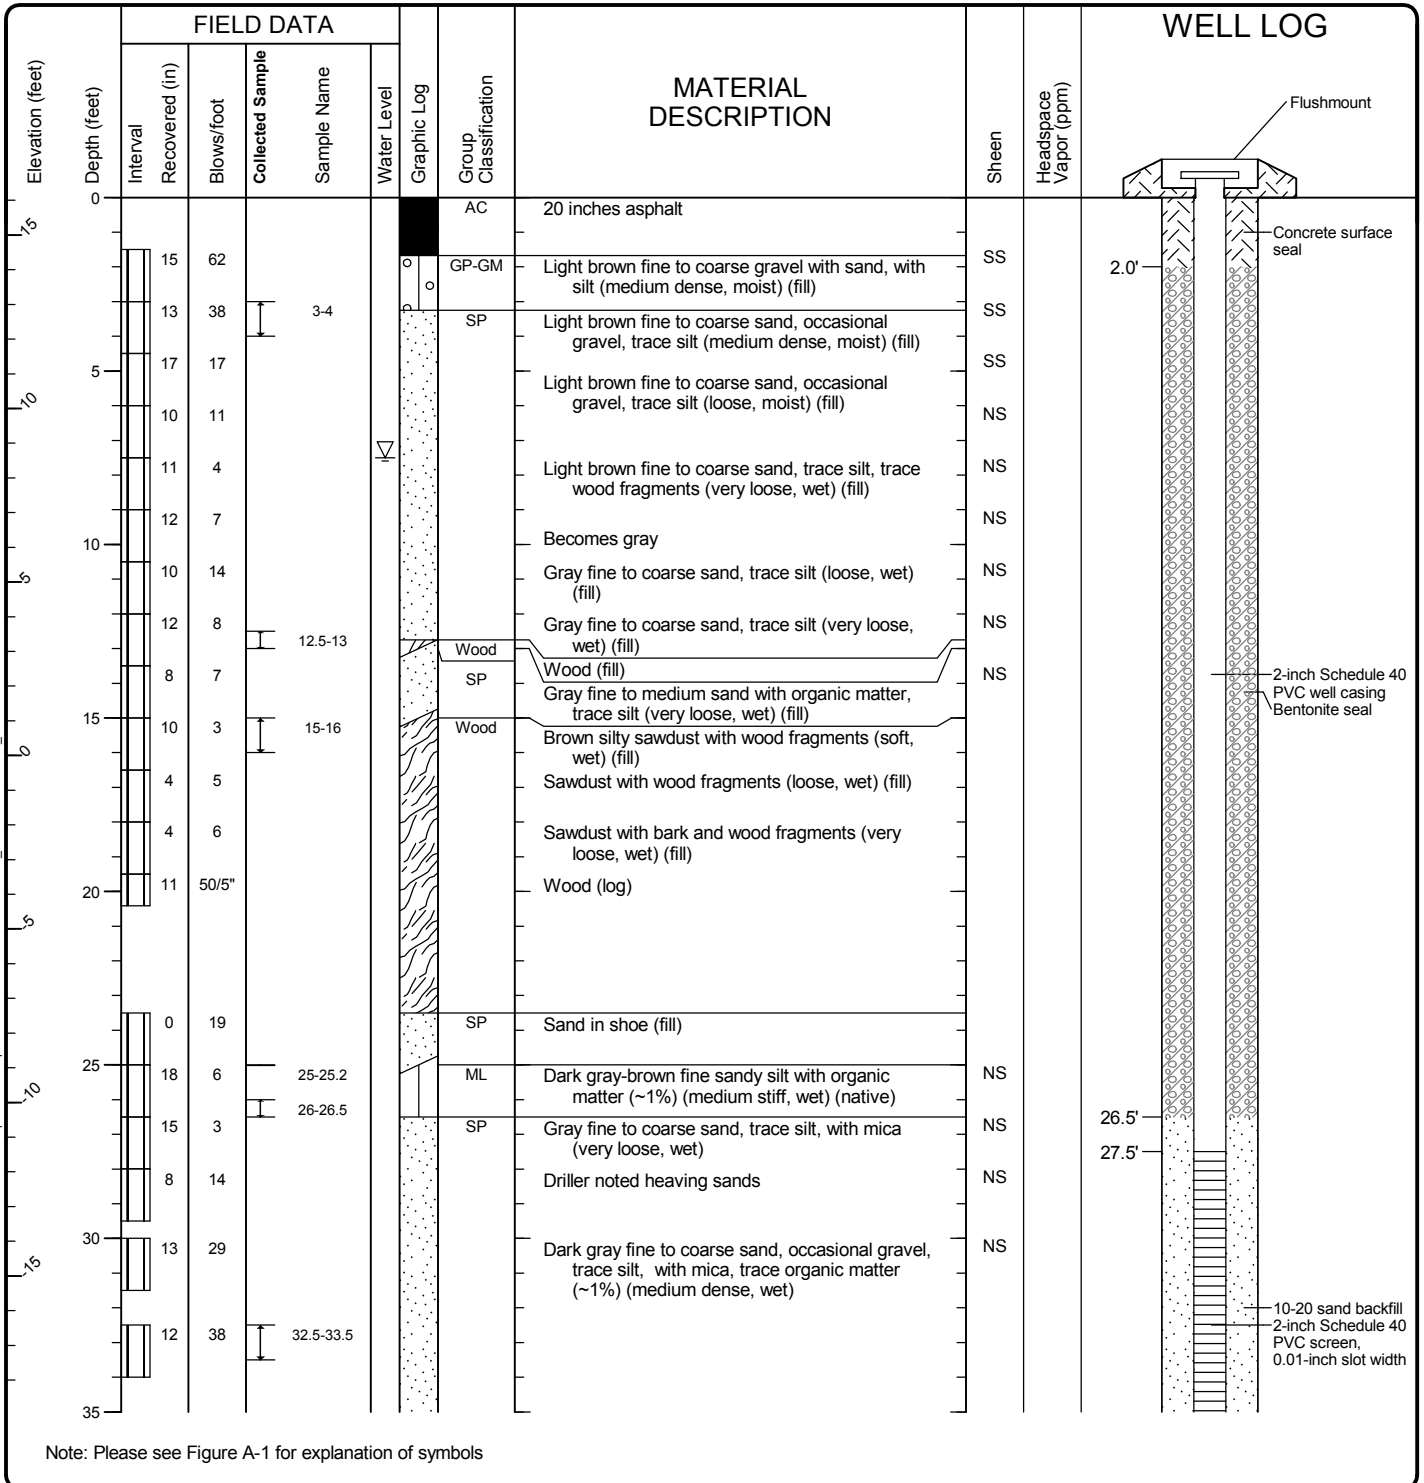 FIELD DATA
WELL LOG
Elevation (feet)
Depth (feet)
Interval
Recovered (in)
Blows/foot
Collected Sample
Sample Name
Water Level
Graphic Log
Group
Classification
MATERIAL
DESCRIPTION
Sheen
Headspace
Vapor (ppm)
Flushmount
0
AC
20 inches asphalt
15
Concrete surface
seal
15 62
SS
GP-GM
Light brown fine to coarse gravel with sand, with
silt (medium dense, moist) (fill)
2.0'
13 38 3-4
SS
SP
Light brown fine to coarse sand, occasional
gravel, trace silt (medium dense, moist) (fill)
17 17
SS
5
Light brown fine to coarse sand, occasional
gravel, trace silt (loose, moist) (fill)
10
10 11
NS
11 4
Light brown fine to coarse sand, trace silt, trace
wood fragments (very loose, wet) (fill)
NS
12 7
NS
10
Becomes gray
5
10 14
Gray fine to coarse sand, trace silt (loose, wet)
(fill)
NS
12 8
12.5-13
Gray fine to coarse sand, trace silt (very loose,
wet) (fill)
NS
Wood
Wood (fill)
8 7
SP
NS
2-inch Schedule 40
PVC well casing
Bentonite seal
Gray fine to medium sand with organic matter,
trace silt (very loose, wet) (fill)
15
10 3 15-16
Wood
Brown silty sawdust with wood fragments (soft,
wet) (fill)
0
4 5
Sawdust with wood fragments (loose, wet) (fill)
4 6
Sawdust with bark and wood fragments (very
loose, wet) (fill)
20
11 50/5"
Wood (log)
-5
0 19
SP
Sand in shoe (fill)
25
18 6 25-25.2
ML
Dark gray-brown fine sandy silt with organic
matter (~1%) (medium stiff, wet) (native)
NS
-10
26-26.5
26.5'
15 3
SP
Gray fine to coarse sand, trace silt, with mica
(very loose, wet)
NS
27.5'
8 14
Driller noted heaving sands
NS
30
13 29
Dark gray fine to coarse sand, occasional gravel,
trace silt, with mica, trace organic matter
(~1%) (medium dense, wet)
NS
-15
12 38 32.5-33.5
10-20 sand backfill
2-inch Schedule 40
PVC screen,
0.01-inch slot width
35
Note: Please see Figure A-1 for explanation of symbols